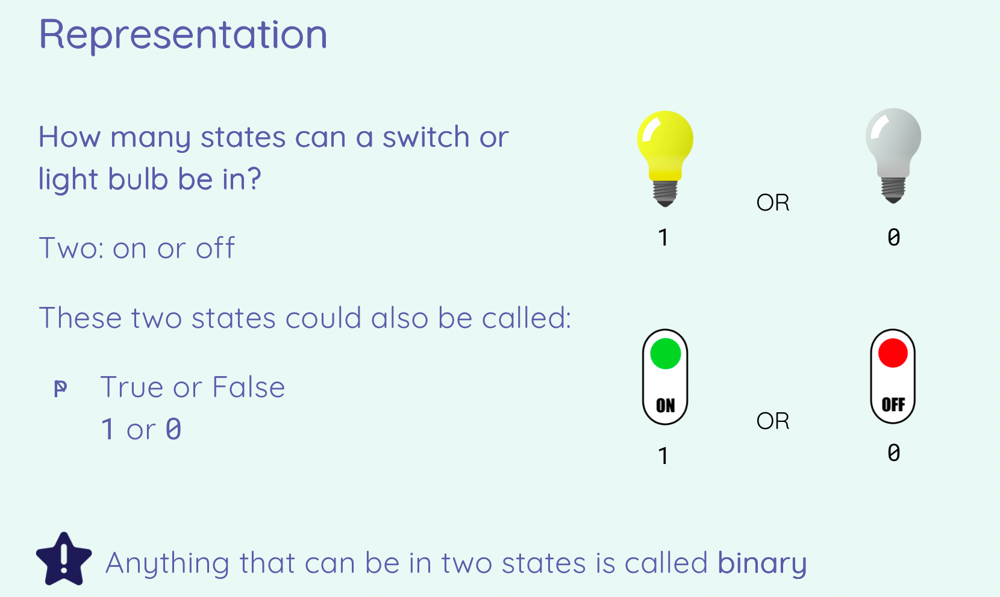 Representation
How many states can a switch or
light bulb be in?
Two: on or off
These two states could also be called:
True or False
1 or 0
1 OR 0
ON OR OFF
1 0
Anything that can be in two states is called binary